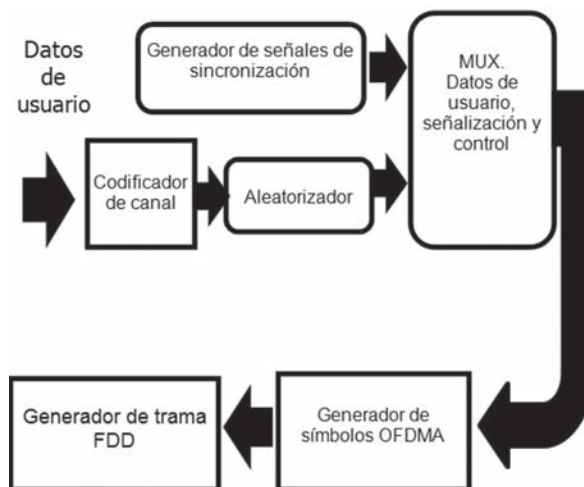 Datos
de
usuario
Generador de señales de
sincronización
MUX.
Datos de
usuario,
señalización y
control
Codificador
de canal
Aleatorizador
Generador de trama
FDD
Generador de
símbolos OFDMA